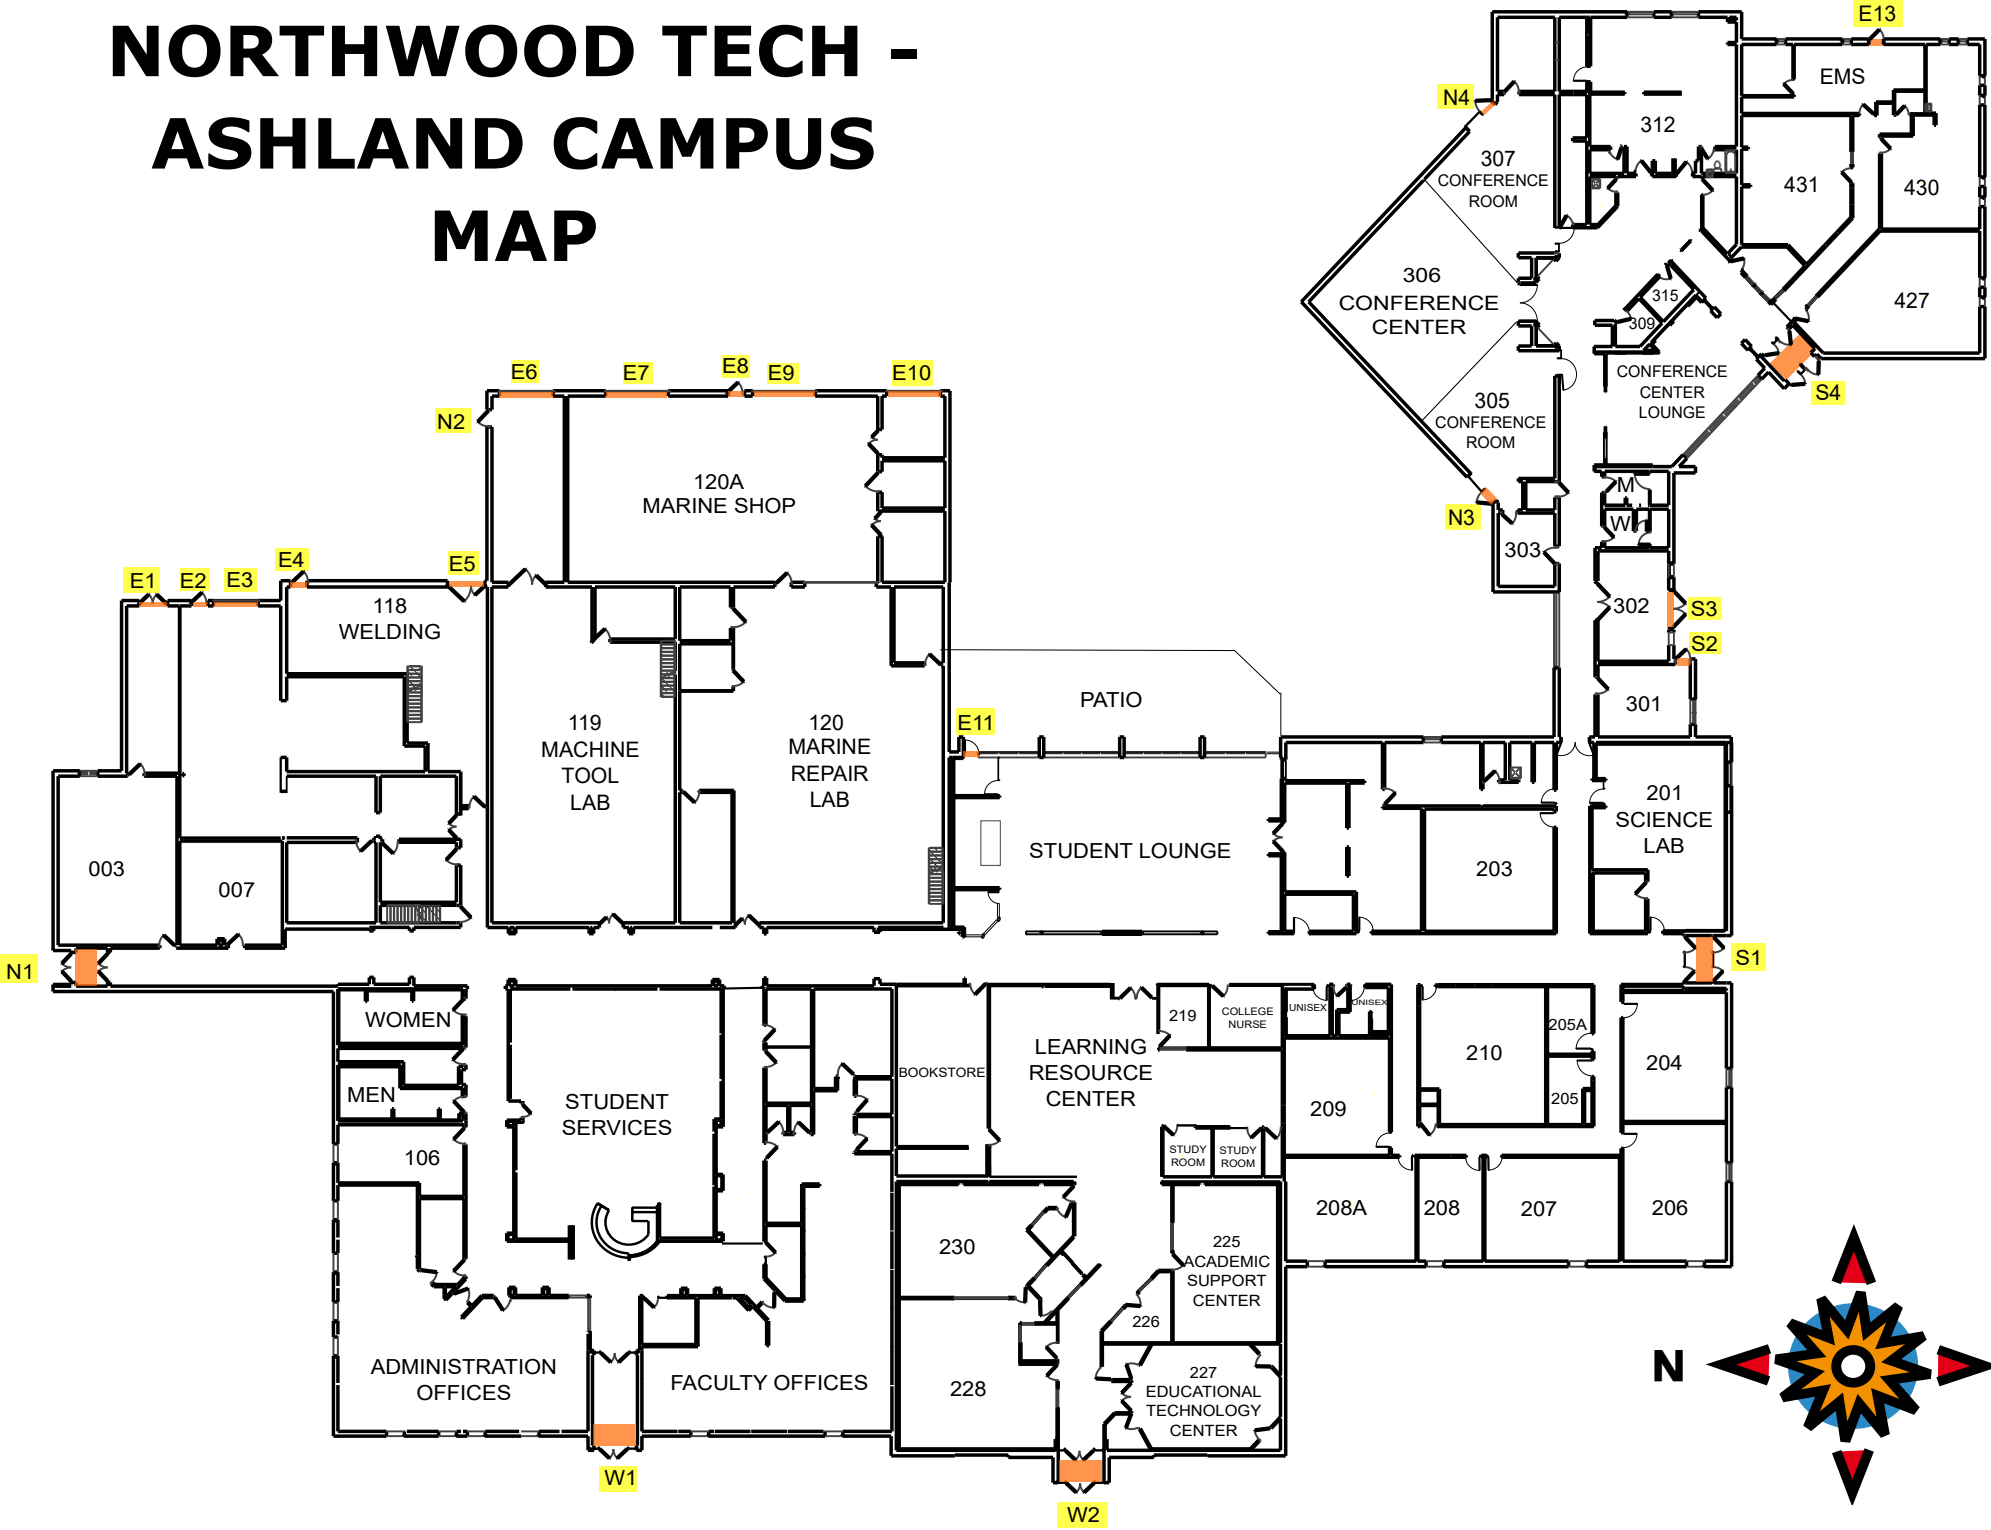 NORTHWOOD TECH -
ASHLAND CAMPUS
MAP
E13
EMS
N4
312
307
CONFERENCE
ROOM
431
430
306
CONFERENCE
CENTER
315
309
427
CONFERENCE
CENTER
LOUNGE
S4
305
CONFERENCE
ROOM
E6
E7
E8
E9
E10
N2
120A
MARINE SHOP
M
W
N3
303
302
S3
S2
301
E1
E2
E3
E4
E5
118
WELDING
119
MACHINE
TOOL
LAB
120
MARINE
REPAIR
LAB
PATIO
E11
STUDENT LOUNGE
203
201
SCIENCE
LAB
003
007
N1
S1
WOMEN
MEN
106
STUDENT
SERVICES
BOOKSTORE
LEARNING
RESOURCE
CENTER
219
COLLEGE
NURSE
UNISEX
UNISEX
210
205A
205
204
209
STUDY
ROOM
STUDY
ROOM
208A
208
207
206
230
225
ACADEMIC
SUPPORT
CENTER
226
ADMINISTRATION
OFFICES
FACULTY OFFICES
228
227
EDUCATIONAL
TECHNOLOGY
CENTER
W1
W2
N